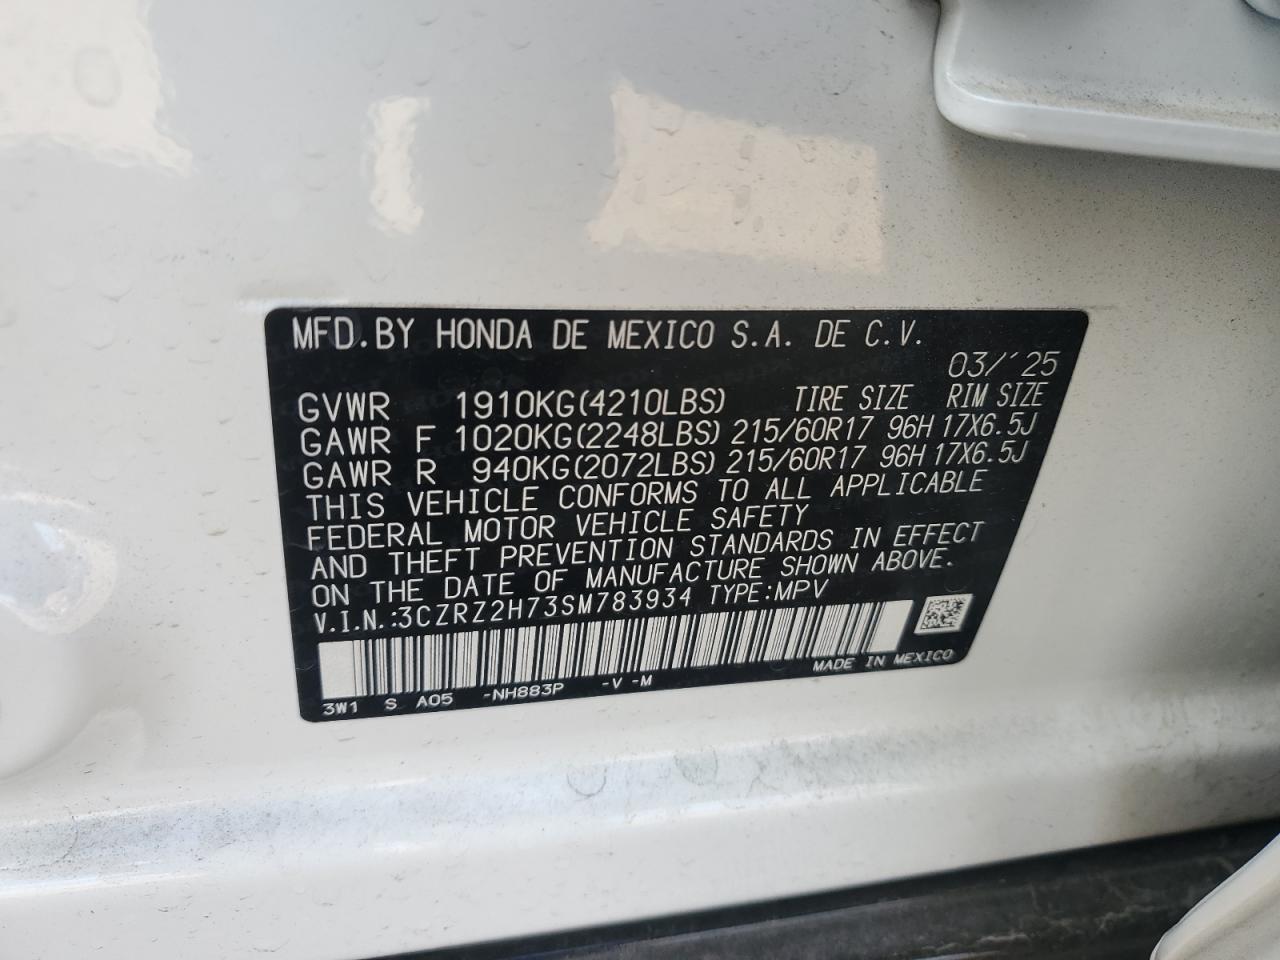 MFD.BY HONDA DE MEXICO S.A. DE C.V.
03/'25
GVWR 1910KG(4210LBS) TIRE SIZE RIM SIZE
GAWR F 1020KG(2248LBS) 215/60R17 96H 17X6.5J
GAWR R 940KG(2072LBS) 215/60R17 96H 17X6.5J
THIS VEHICLE CONFORMS TO ALL APPLICABLE
FEDERAL MOTOR VEHICLE SAFETY
AND THEFT PREVENTION STANDARDS IN EFFECT
ON THE DATE OF MANUFACTURE SHOWN ABOVE.
V.I.N.:3CZRZ2H73SM783934 TYPE:MPV
MADE IN MEXICO
3W1 S A05 -NH883P -V -M